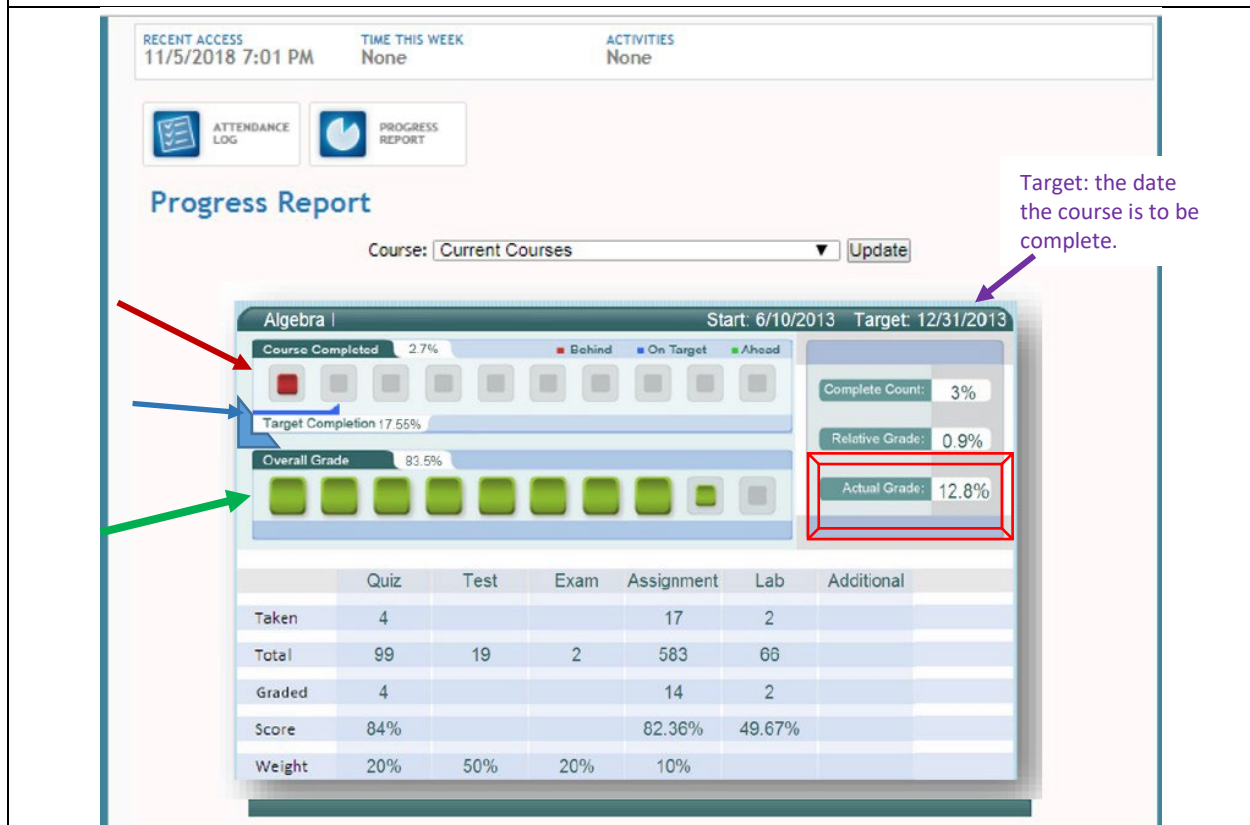 RECENT ACCESS TIME THIS WEEK ACTIVITIES
11/5/2018 7:01 PM None None
ATTENDANCE LOG
PROGRESS REPORT
Target: the date
the course is to be
complete.
Progress Report
Course: Current Courses ▼ Update
Algebra I Start: 6/10/2013 Target: 12/31/2013
Course Completed 2.7% Behind On Target Ahead
Complete Count: 3%
Target Completion 17.55%
Relative Grade: 0.9%
Overall Grade 83.5%
Actual Grade: 12.8%
Quiz Test Exam Assignment Lab Additional
Taken 4 17 2
Total 99 19 2 583 66
Graded 4 14 2
Score 84% 82.36% 49.67%
Weight 20% 50% 20% 10%